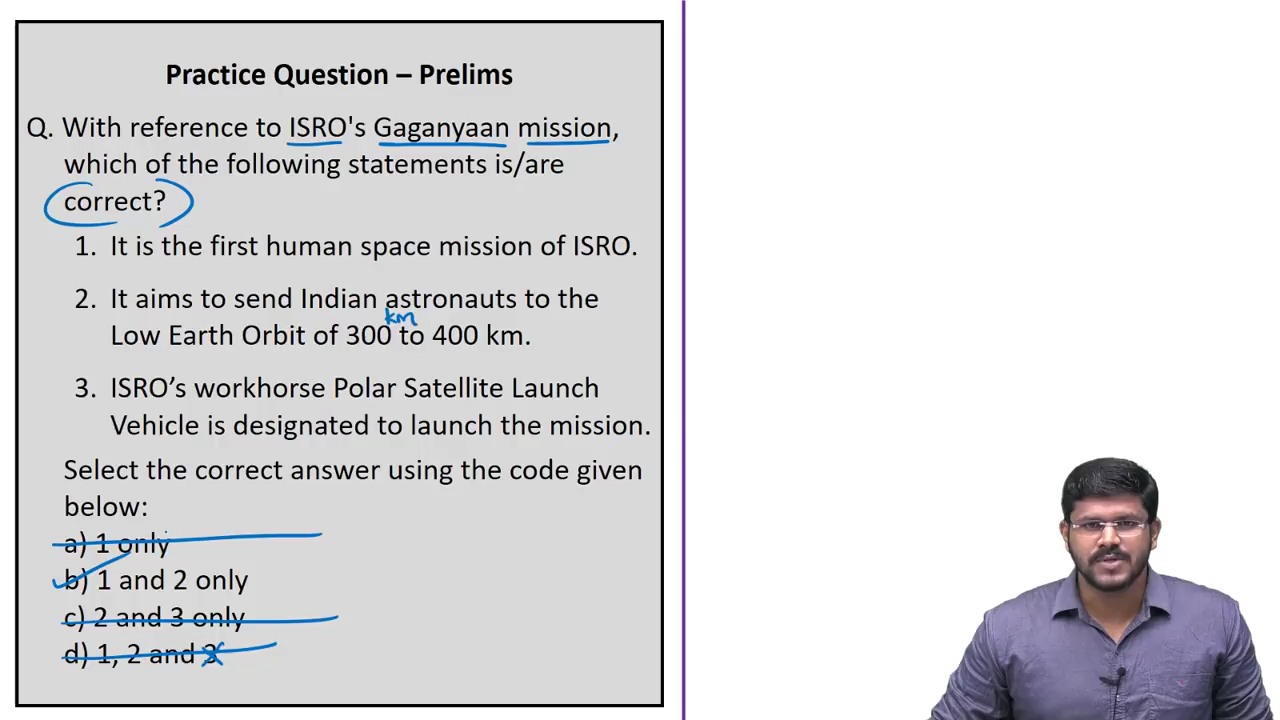 Practice Question – Prelims
Q. With reference to ISRO's Gaganyaan mission,
which of the following statements is/are
correct?
1. It is the first human space mission of ISRO.
2. It aims to send Indian astronauts to the
km
Low Earth Orbit of 300 to 400 km.
3. ISRO’s workhorse Polar Satellite Launch
Vehicle is designated to launch the mission.
Select the correct answer using the code given
below:
a) 1 only
b) 1 and 2 only
c) 2 and 3 only
d) 1, 2 and 3